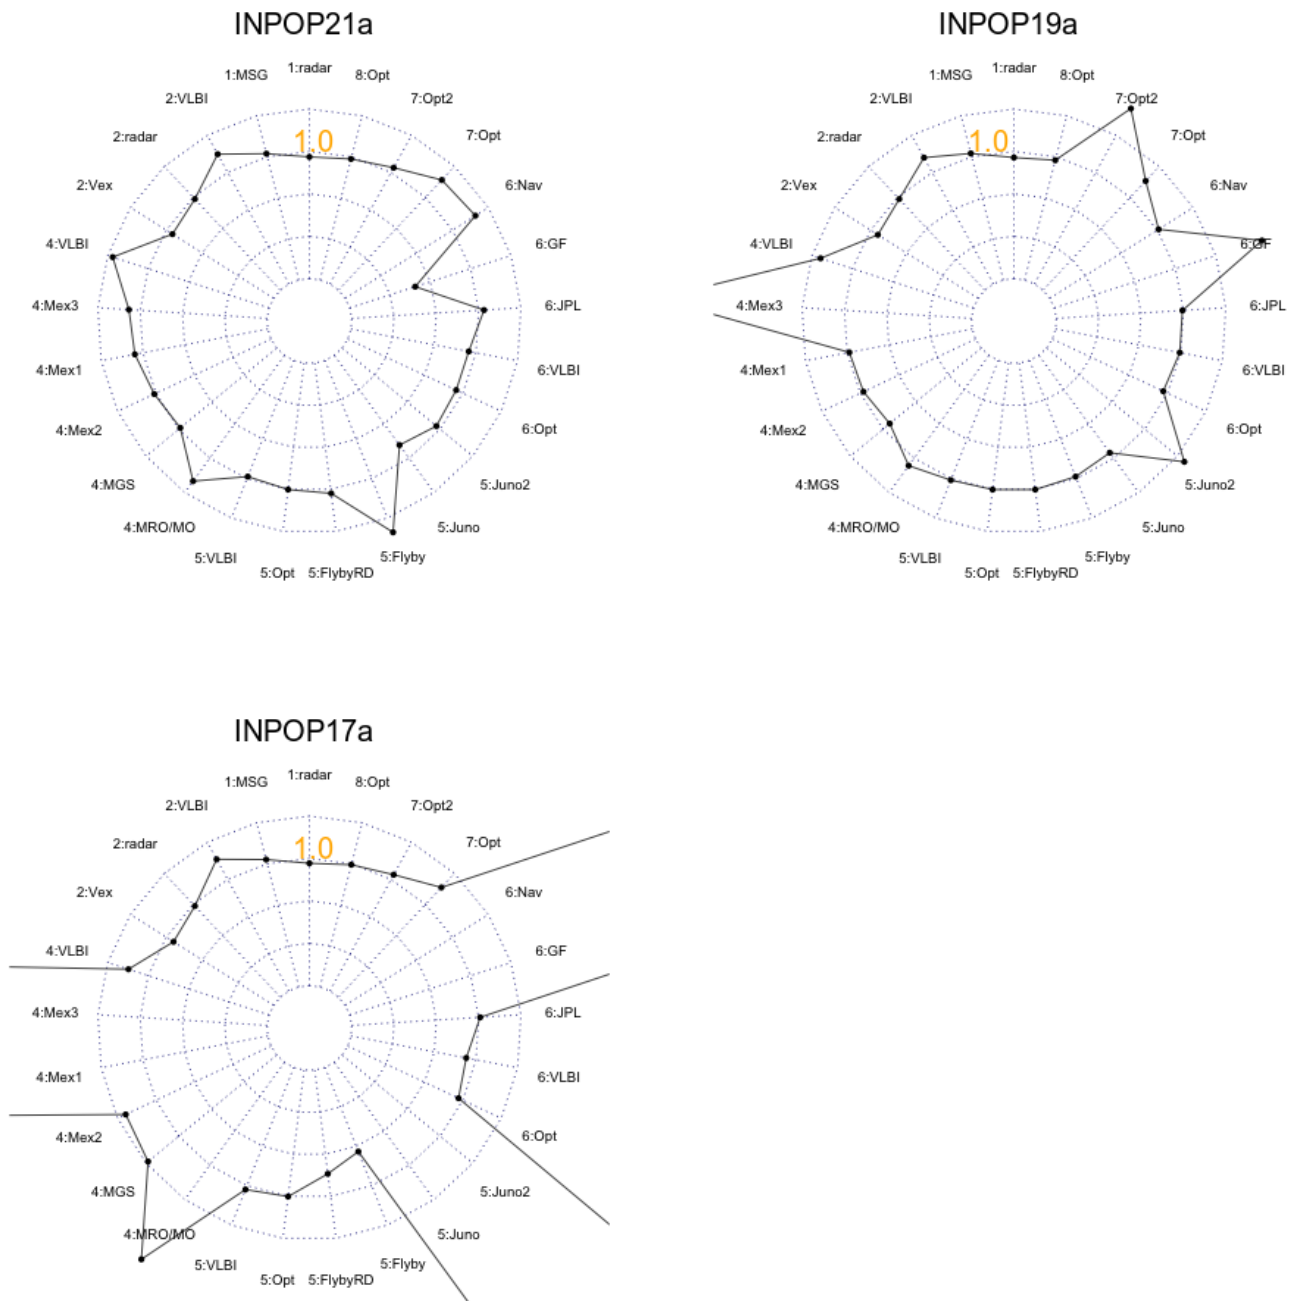 INPOP21a
1:radar
8:Opt
7:Opt2
7:Opt
6:Nav
6:GF
6:JPL
6:VLBI
6:Opt
5:Juno2
5:Juno
5:Flyby
5:FlybyRD
5:Opt
5:VLBI
4:MRO/MO
4:MGS
4:Mex2
4:Mex1
4:Mex3
4:VLBI
2:Vex
2:radar
2:VLBI
1:MSG
1.0
INPOP19a
1:radar
8:Opt
7:Opt2
7:Opt
6:Nav
6:GF
6:JPL
6:VLBI
6:Opt
5:Juno2
5:Juno
5:Flyby
5:FlybyRD
5:Opt
5:VLBI
4:MRO/MO
4:MGS
4:Mex2
4:Mex1
4:Mex3
4:VLBI
2:Vex
2:radar
2:VLBI
1:MSG
1.0
INPOP17a
1:radar
8:Opt
7:Opt2
7:Opt
6:Nav
6:GF
6:JPL
6:VLBI
6:Opt
5:Juno2
5:Juno
5:Flyby
5:FlybyRD
5:Opt
5:VLBI
4:MRO/MO
4:MGS
4:Mex2
4:Mex1
4:Mex3
4:VLBI
2:Vex
2:radar
2:VLBI
1:MSG
1.0